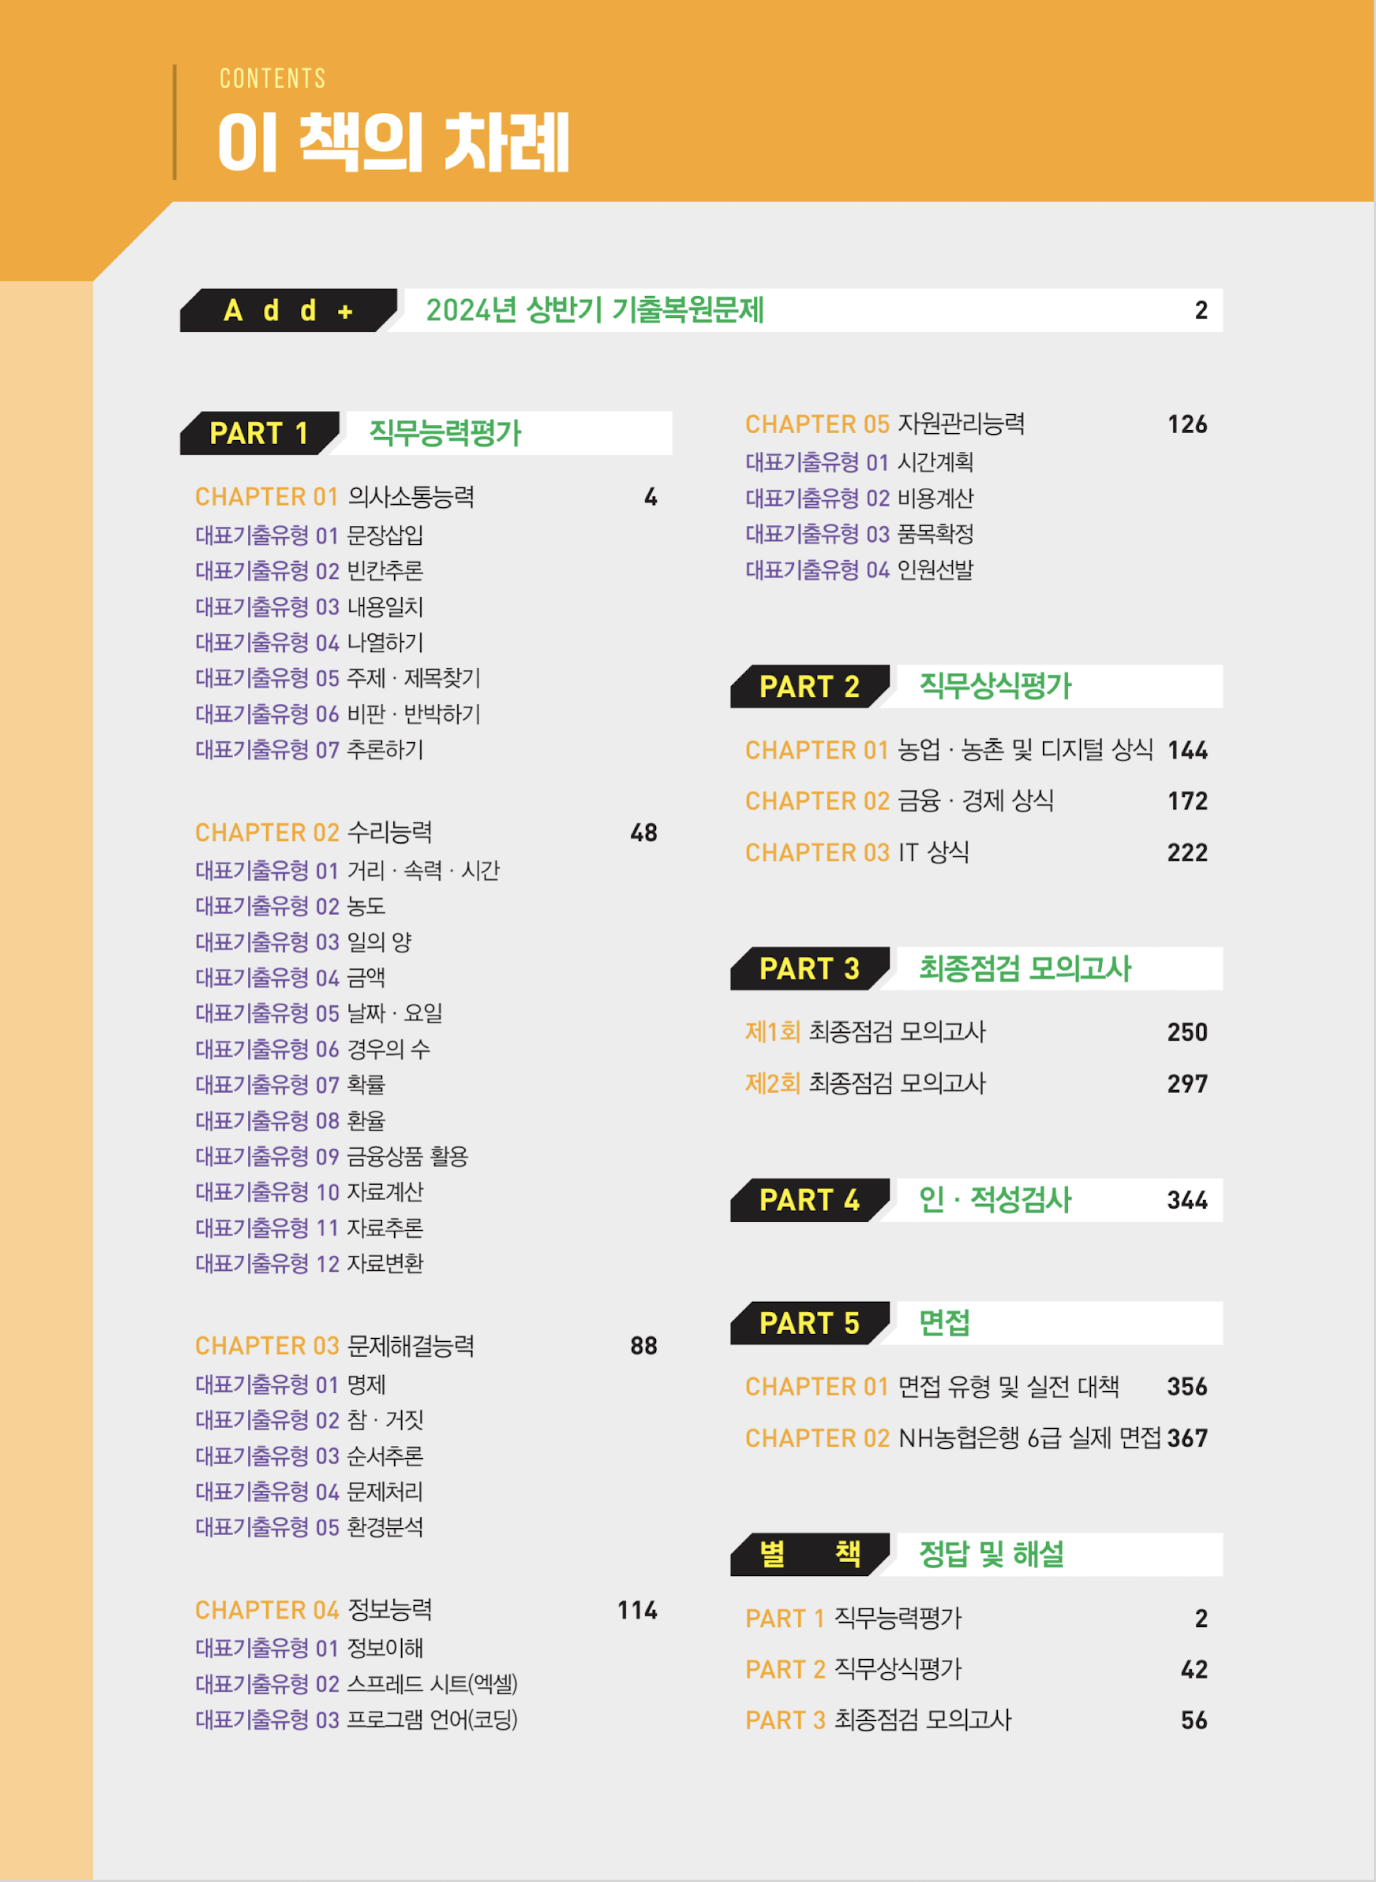 CONTENTS
이 책의 차례
Add+ 2024년 상반기 기출복원문제 2
PART 1 직무능력평가
CHAPTER 01 의사소통능력 4
대표기출유형 01 문장삽입
대표기출유형 02 빈칸추론
대표기출유형 03 내용일치
대표기출유형 04 나열하기
대표기출유형 05 주제 · 제목찾기
대표기출유형 06 비판 · 반박하기
대표기출유형 07 추론하기
CHAPTER 02 수리능력 48
대표기출유형 01 거리 · 속력 · 시간
대표기출유형 02 농도
대표기출유형 03 일의 양
대표기출유형 04 금액
대표기출유형 05 날짜 · 요일
대표기출유형 06 경우의 수
대표기출유형 07 확률
대표기출유형 08 환율
대표기출유형 09 금융상품 활용
대표기출유형 10 자료계산
대표기출유형 11 자료추론
대표기출유형 12 자료변환
CHAPTER 03 문제해결능력 88
대표기출유형 01 명제
대표기출유형 02 참 · 거짓
대표기출유형 03 순서추론
대표기출유형 04 문제처리
대표기출유형 05 환경분석
CHAPTER 04 정보능력 114
대표기출유형 01 정보이해
대표기출유형 02 스프레드 시트(엑셀)
대표기출유형 03 프로그램 언어(코딩)
CHAPTER 05 자원관리능력 126
대표기출유형 01 시간계획
대표기출유형 02 비용계산
대표기출유형 03 품목확정
대표기출유형 04 인원선발
PART 2 직무상식평가
CHAPTER 01 농업 · 농촌 및 디지털 상식 144
CHAPTER 02 금융 · 경제 상식 172
CHAPTER 03 IT 상식 222
PART 3 최종점검 모의고사
제1회 최종점검 모의고사 250
제2회 최종점검 모의고사 297
PART 4 인 · 적성검사 344
PART 5 면접
CHAPTER 01 면접 유형 및 실전 대책 356
CHAPTER 02 NH농협은행 6급 실제 면접 367
별 책 정답 및 해설
PART 1 직무능력평가 2
PART 2 직무상식평가 42
PART 3 최종점검 모의고사 56